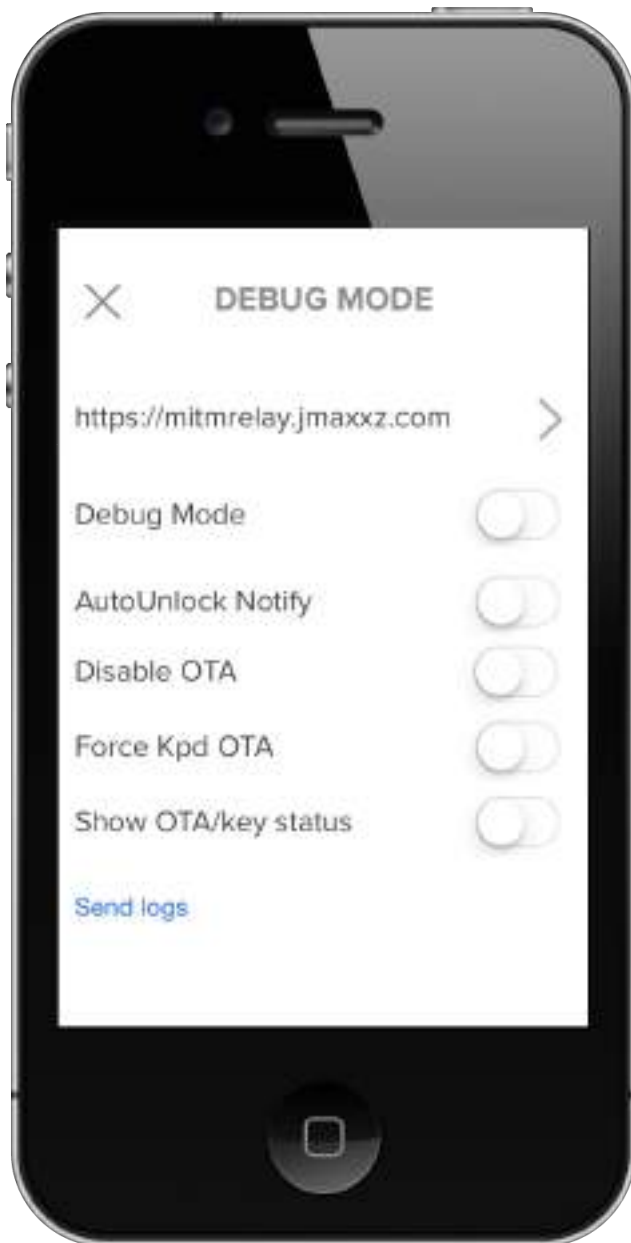 DEBUG MODE
https://mitmrelay.jmaxxz.com
Debug Mode
AutoUnlock Notify
Disable OTA
Force Kpd OTA
Show OTA/key status
Send logs